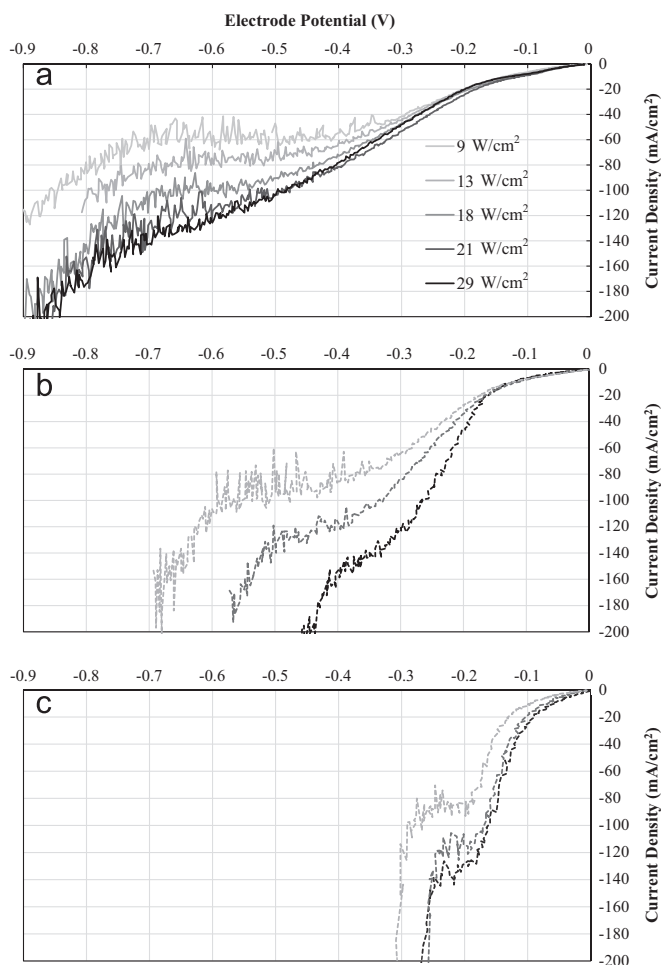 Electrode Potential (V)
-0.9 -0.8 -0.7 -0.6 -0.5 -0.4 -0.3 -0.2 -0.1 0
a
0
-20
-40
-60
-80
-100
-120
-140
-160
-180
-200
Current Density (mA/cm²)
9 W/cm²
13 W/cm²
18 W/cm²
21 W/cm²
29 W/cm²
-0.9 -0.8 -0.7 -0.6 -0.5 -0.4 -0.3 -0.2 -0.1 0
b
0
-20
-40
-60
-80
-100
-120
-140
-160
-180
-200
Current Density (mA/cm²)
-0.9 -0.8 -0.7 -0.6 -0.5 -0.4 -0.3 -0.2 -0.1 0
c
0
-20
-40
-60
-80
-100
-120
-140
-160
-180
-200
Current Density (mA/cm²)